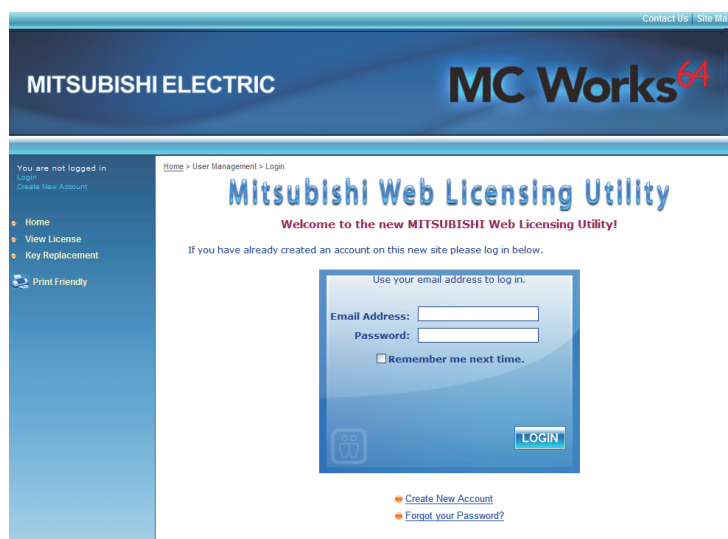 Contact Us | Site Ma
MITSUBISHI ELECTRIC
MC Works64
You are not logged in
Login
Create New Account
Home
View License
Key Replacement
Print Friendly
Home > User Management > Login
Mitsubishi Web Licensing Utility
Welcome to the new MITSUBISHI Web Licensing Utility!
If you have already created an account on this new site please log in below.
Use your email address to log in.
Email Address:
Password:
Remember me next time.
LOGIN
Create New Account
Forgot your Password?